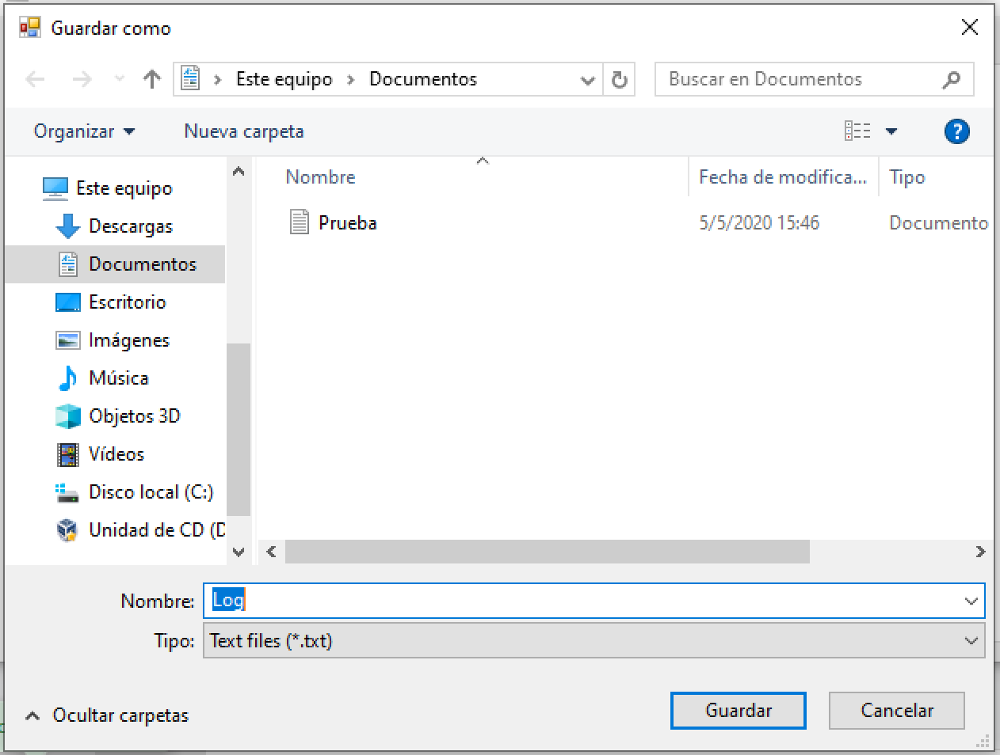 Guardar como
Este equipo > Documentos
Buscar en Documentos
Organizar
Nueva carpeta
?
Nombre
Fecha de modifica...
Tipo
Prueba
5/5/2020 15:46
Documento
Este equipo
Descargas
Documentos
Escritorio
Imágenes
Música
Objetos 3D
Vídeos
Disco local (C:)
Unidad de CD (D
Nombre: Log
Tipo: Text files (*.txt)
Ocultar carpetas
Guardar
Cancelar